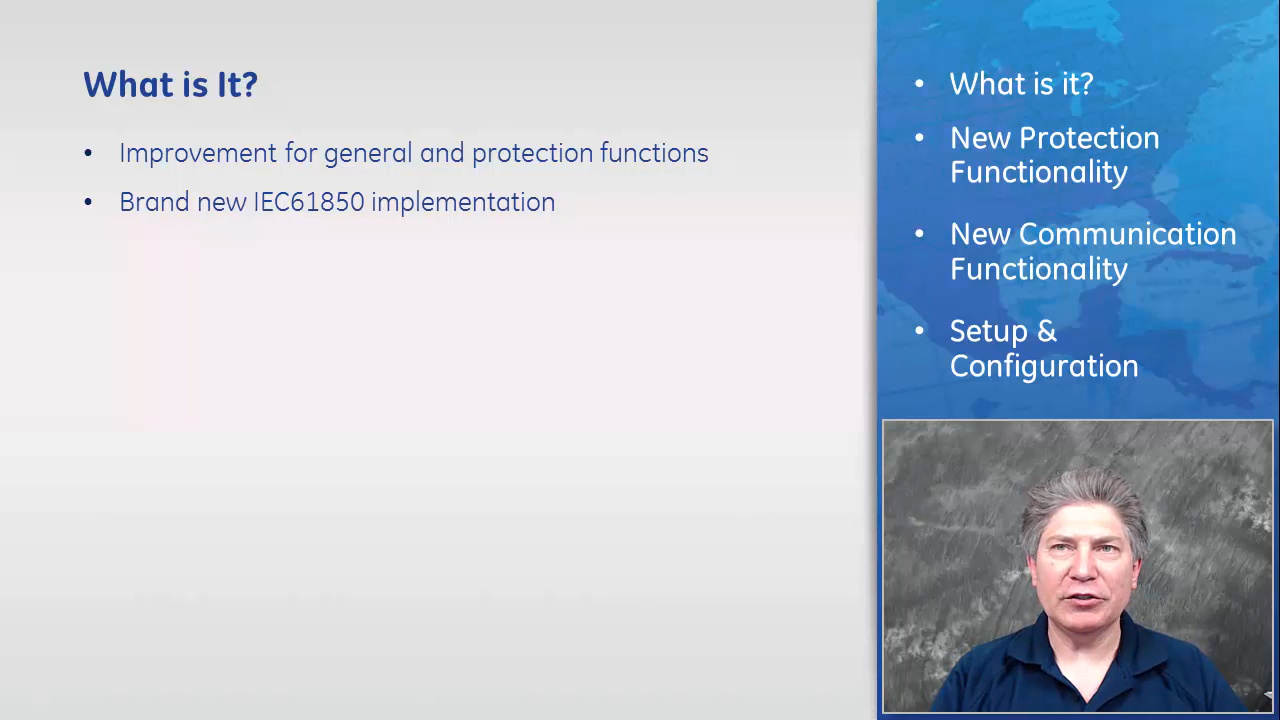 What is It?
• Improvement for general and protection functions
• Brand new IEC61850 implementation
• What is it?
• New Protection
Functionality
• New Communication
Functionality
• Setup &
Configuration